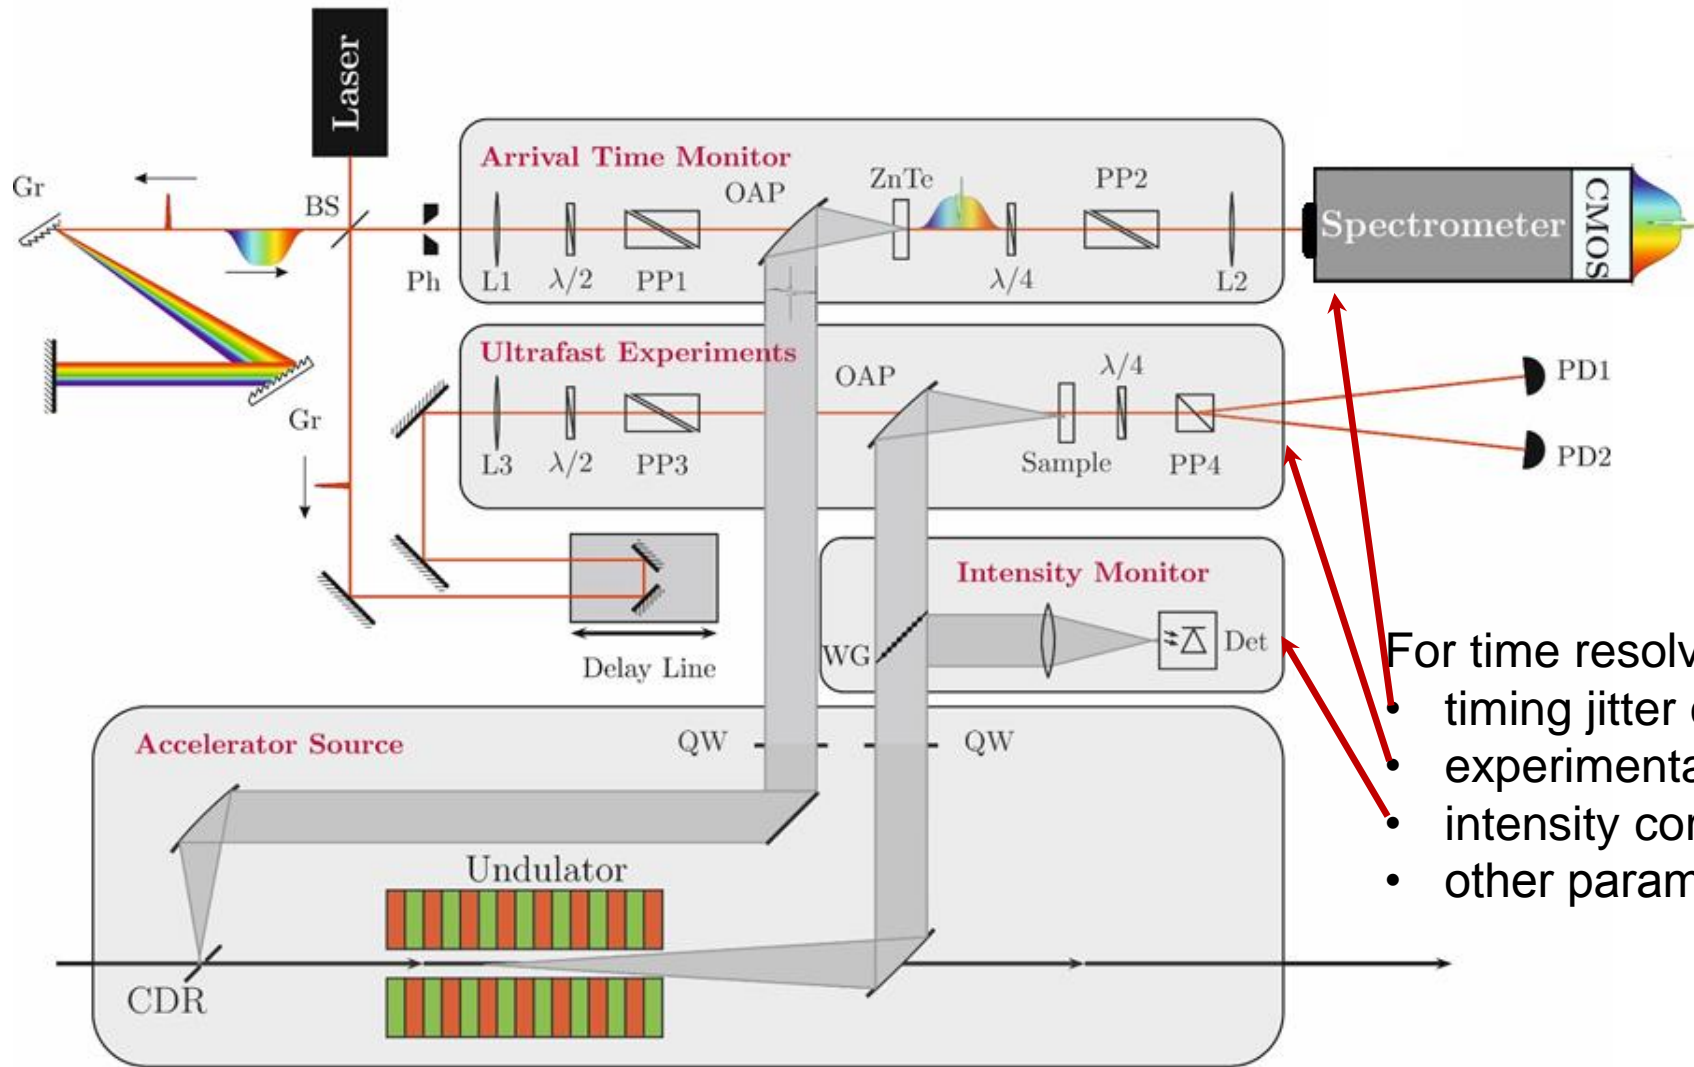 Laser
Gr
BS
Ph
Arrival Time Monitor
OAP
ZnTe
PP2
L1
λ/2
PP1
λ/4
L2
Spectrometer
CMOS
Ultrafast Experiments
OAP
λ/4
PD1
Gr
L3
λ/2
PP3
Sample
PP4
PD2
Delay Line
Intensity Monitor
WG
Det
For time resolv
• timing jitter
• experimenta
• intensity cor
• other param
Accelerator Source
QW
QW
Undulator
CDR